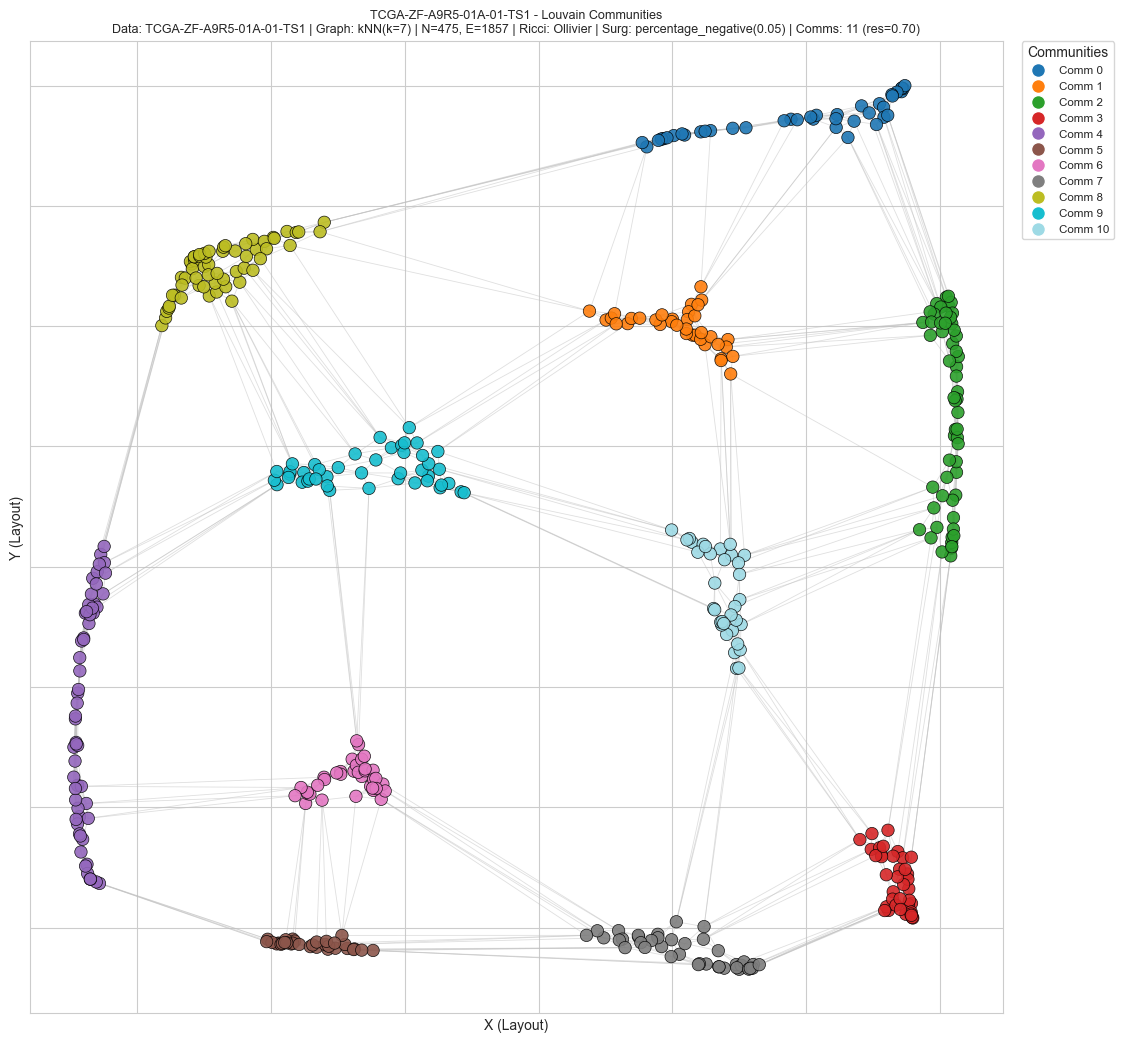 TCGA-ZF-A9R5-01A-01-TS1 - Louvain Communities
Data: TCGA-ZF-A9R5-01A-01-TS1 | Graph: kNN(k=7) | N=475, E=1857 | Ricci: Ollivier | Surg: percentage_negative(0.05) | Comms: 11 (res=0.70)
Communities
Comm 0
Comm 1
Comm 2
Comm 3
Comm 4
Comm 5
Comm 6
Comm 7
Comm 8
Comm 9
Comm 10
Y (Layout)
X (Layout)